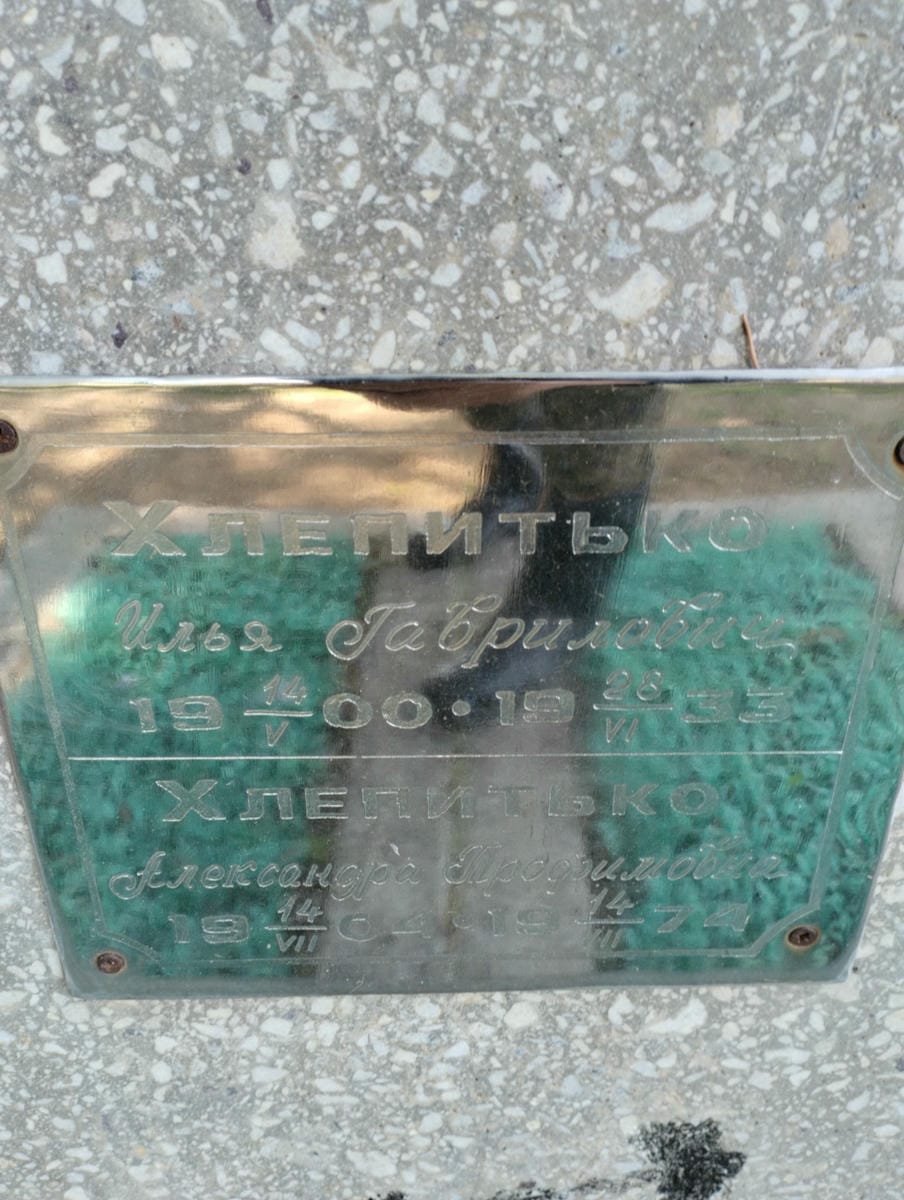 Хлепитько
Илья Гаврилович
19 14/V 00 · 19 28/VI 33
Хлепитько
Александра Трофимовна
19 14/VII 04 · 19 14/VII 74